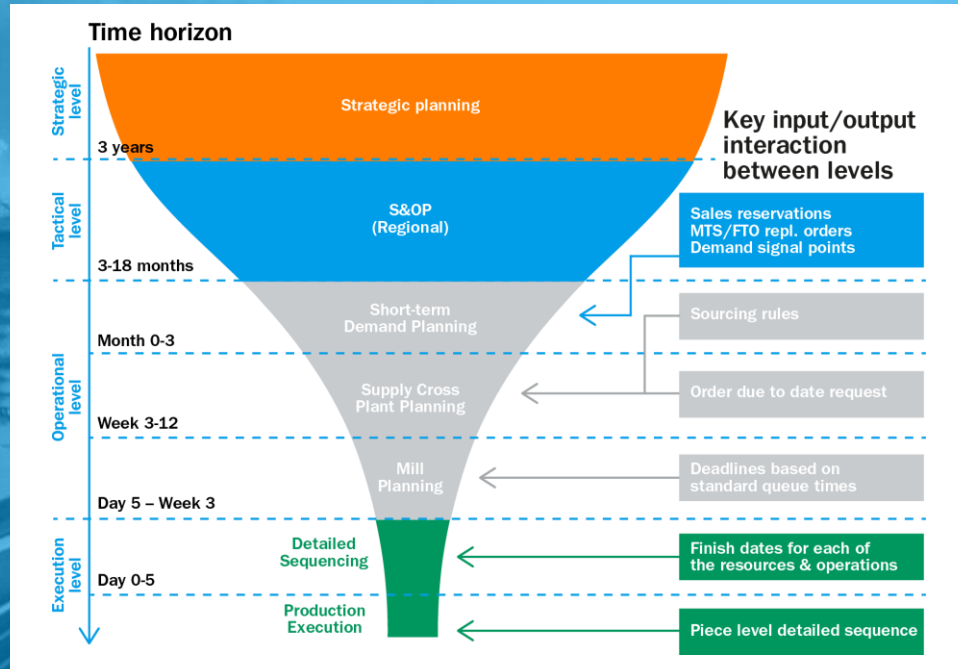 Time horizon
Strategic
level
Strategic planning
3 years
Key input/output
interaction
between levels
Tactical
level
S&OP
(Regional)
Sales reservations
MTS/FTO repl. orders
Demand signal points
3-18 months
Operational
level
Short-term
Demand Planning
Sourcing rules
Month 0-3
Supply Cross
Plant Planning
Order due to date request
Week 3-12
Mill
Planning
Deadlines based on
standard queue times
Day 5 – Week 3
Execution
level
Detailed
Sequencing
Finish dates for each of
the resources & operations
Day 0-5
Production
Execution
Piece level detailed sequence